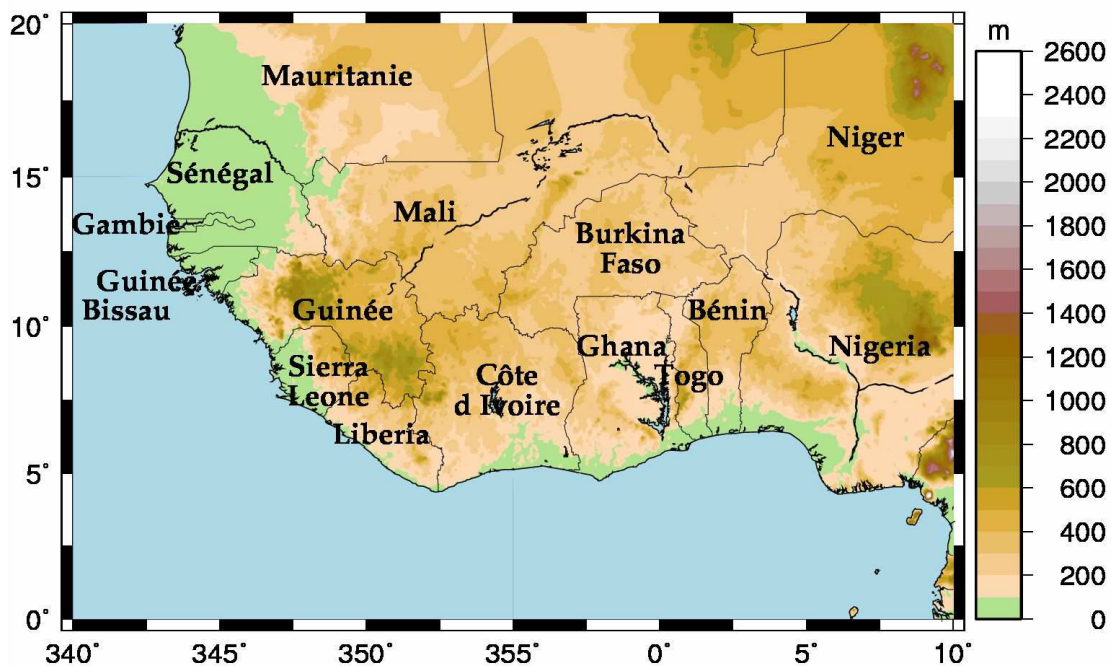 20°
15°
10°
5°
0°
340°
345°
350°
355°
0°
5°
10°
Mauritanie
Niger
Sénégal
Mali
Gambie
Burkina
Faso
Guinée
Bissau
Guinée
Bénin
Ghana
Nigeria
Sierra
Leone
Côte
d Ivoire
Togo
Liberia
m
2600
2400
2200
2000
1800
1600
1400
1200
1000
800
600
400
200
0